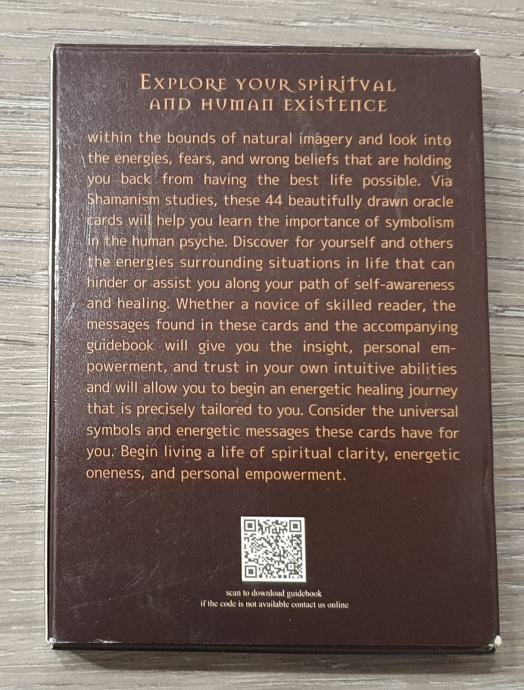 EXPLORE YOUR SPIRITVAL
AND HUMAN EXISTENCE
within the bounds of natural imagery and look into
the energies, fears, and wrong beliefs that are holding
you back from having the best life possible. Via
Shamanism studies, these 44 beautifully drawn oracle
cards will help you learn the importance of symbolism
in the human psyche. Discover for yourself and others
the energies surrounding situations in life that can
hinder or assist you along your path of self-awareness
and healing. Whether a novice of skilled reader, the
messages found in these cards and the accompanying
guidebook will give you the insight, personal em-
powerment, and trust in your own intuitive abilities
and will allow you to begin an energetic healing journey
that is precisely tailored to you. Consider the universal
symbols and energetic messages these cards have for
you. Begin living a life of spiritual clarity, energetic
oneness, and personal empowerment.
scan to download guidebook
if the code is not available contact us online